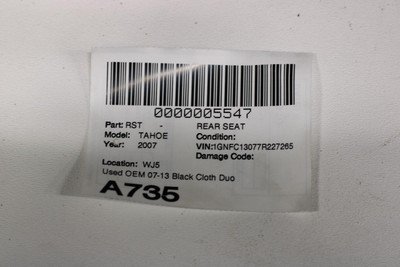 0000005547
Part: RST - REAR SEAT
Model: TAHOE Condition:
Year: 2007 VIN:1GNFC13077R227265
Damage Code:
Location: WJ5
Used OEM 07-13 Black Cloth Duo
A735